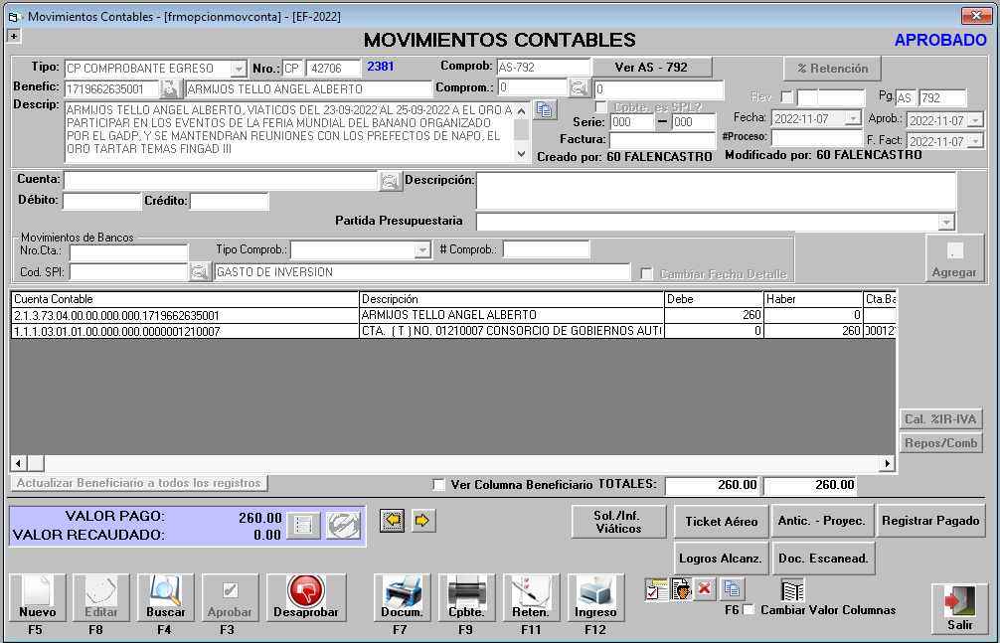 Movimientos Contables - [frmopcionmovconta] - [EF-2022]
+
MOVIMIENTOS CONTABLES
APROBADO
Tipo: CP COMPROBANTE EGRESO Nro.: CP 42706 2381 Comprob: AS-792 Ver AS - 792 % Retención
Benefic: 1719662635001 ARMIJOS TELLO ANGEL ALBERTO Comprom.: 0 0 Rev. Pg. AS 792
Descrip: ARMIJOS TELLO ANGEL ALBERTO, VIATICOS DEL 23-09-2022 AL 25-09-2022 A EL ORO A
PARTICIPAR EN LOS EVENTOS DE LA FERIA MUNDIAL DEL BANANO ORGANIZADO
POR EL GADP, Y SE MANTENDRAN REUNIONES CON LOS PREFECTOS DE NAPO, EL
ORO TARTAR TEMAS FINGAD III
Cobte. es SPL?
Serie: 000 000 Fecha: 2022-11-07 Aprob.: 2022-11-07
Factura: #Proceso: F. Fact: 2022-11-07
Creado por: 60 FALENCASTRO Modificado por: 60 FALENCASTRO
Cuenta: Descripción:
Débito: Crédito:
Partida Presupuestaria
Movimientos de Bancos
Nro.Cta.: Tipo Comprob.: # Comprob.:
Cod. SPI: GASTO DE INVERSION Cambiar Fecha Detalle
Agregar
Cuenta Contable Descripción Debe Haber Cta.Ba
2.1.3.73.04.00.00.000.000.1719662635001 ARMIJOS TELLO ANGEL ALBERTO 260 0
1.1.1.03.01.01.00.000.000.0000001210007 CTA. ( T ) NO. 01210007 CONSORCIO DE GOBIERNOS AUT 0 260
Cal. %IR-IVA
Repos/Comb
Actualizar Beneficiario a todos los registros Ver Columna Beneficiario TOTALES: 260.00 260.00
VALOR PAGO: 260.00
VALOR RECAUDADO: 0.00
Sol./Inf. Viáticos Ticket Aéreo Antic. - Proyec. Registrar Pagado
Logros Alcanz. Doc. Escanead.
Nuevo Editar Buscar Aprobar Desaprobar Docum. Cpbte. Reten. Ingreso
F5 F8 F4 F3 F7 F9 F11 F12
F6 Cambiar Valor Columnas
Salir